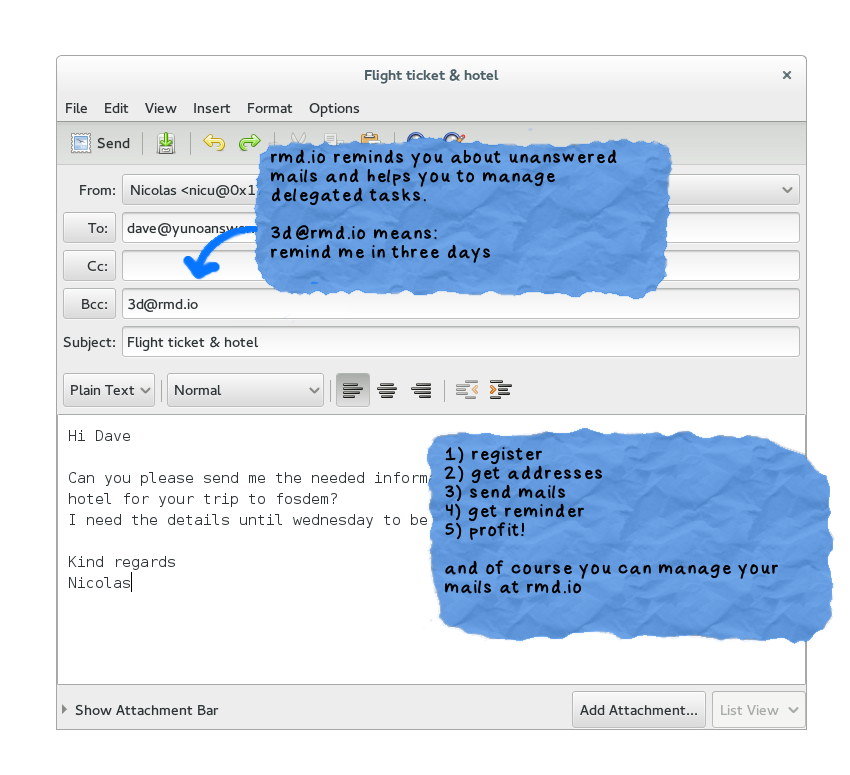 Flight ticket & hotel
File Edit View Insert Format Options
Send
rmd.io reminds you about unanswered
mails and helps you to manage
delegated tasks.
3d@rmd.io means:
remind me in three days
From: Nicolas <nicu@0x1
To: dave@yunoanswe
Cc:
Bcc: 3d@rmd.io
Subject: Flight ticket & hotel
Plain Text Normal
Hi Dave
Can you please send me the needed inform
hotel for your trip to fosdem?
I need the details until wednesday to be
Kind regards
Nicolas
1) register
2) get addresses
3) send mails
4) get reminder
5) profit!
and of course you can manage your
mails at rmd.io
Show Attachment Bar
Add Attachment...
List View